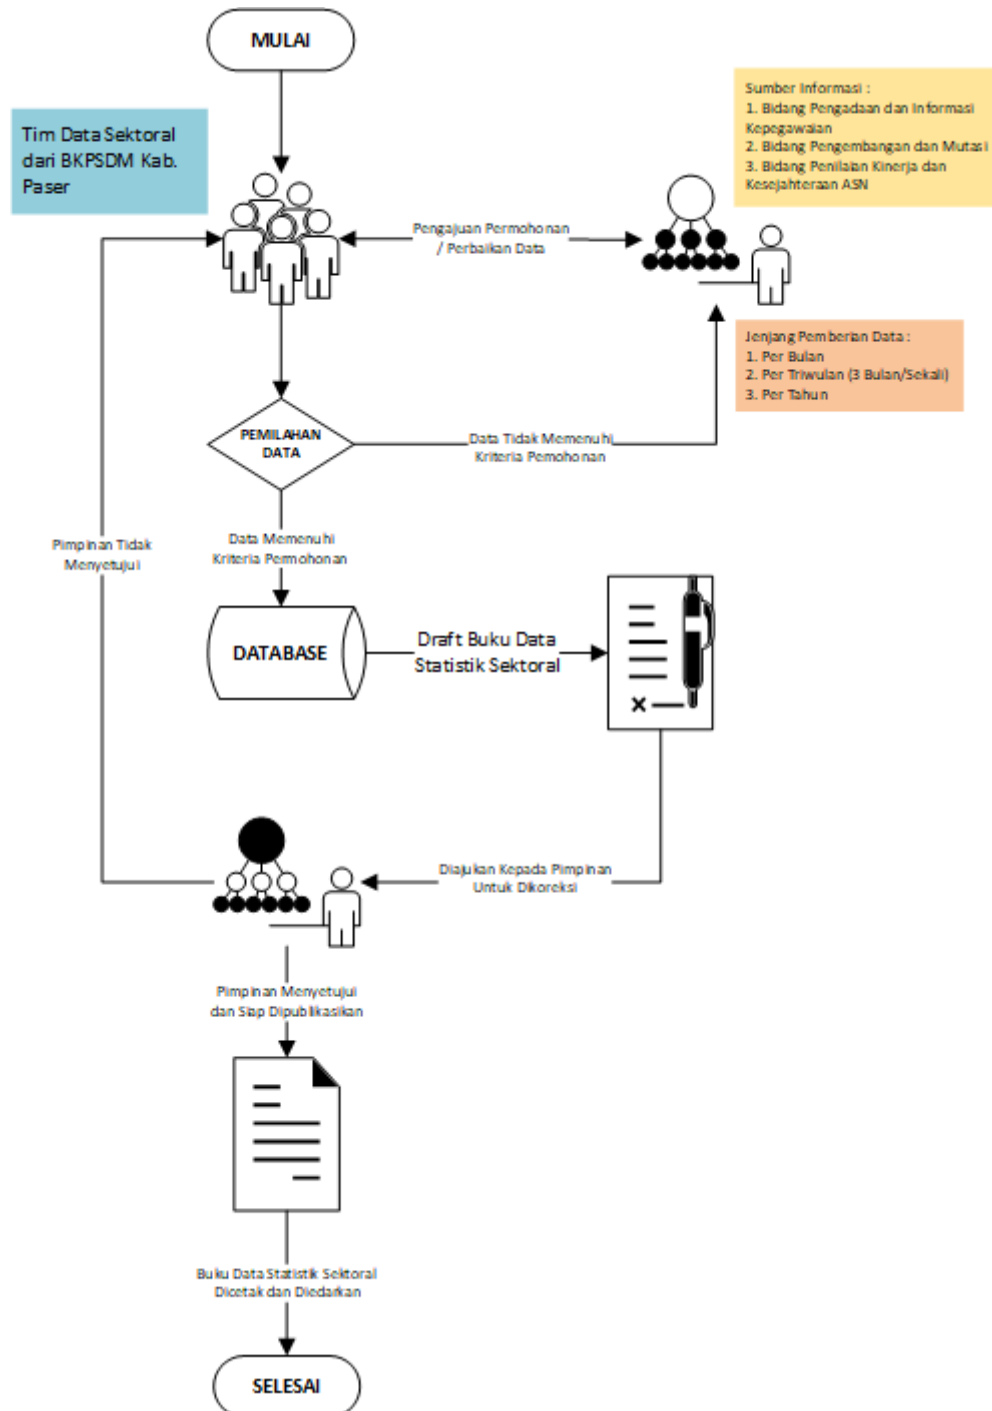 MULAI
Tim Data Sektoral
dari BKPSDM Kab.
Paser
Sumber Informasi :
1. Bidang Pengadaan dan Informasi
Kepegawaian
2. Bidang Pengembangan dan Mutasi
3. Bidang Penilaian Kinerja dan
Kesejahteraan ASN
Pengajuan Permohonan
/ Perbaikan Data
Jenjang Pemberian Data :
1. Per Bulan
2. Per Triwulan (3 Bulan/Sekali)
3. Per Tahun
PEMILAHAN
DATA
Data Tidak Memenuhi
Kriteria Pemohonan
Pimpinan Tidak
Menyetujui
Data Memenuhi
Kriteria Permohonan
DATABASE
Draft Buku Data
Statistik Sektoral
Diajukan Kepada Pimpinan
Untuk Dikoreksi
Pimpinan Menyetujui
dan Siap Dipublikasikan
Buku Data Statistik Sektoral
Dicetak dan Diedarkan
SELESAI